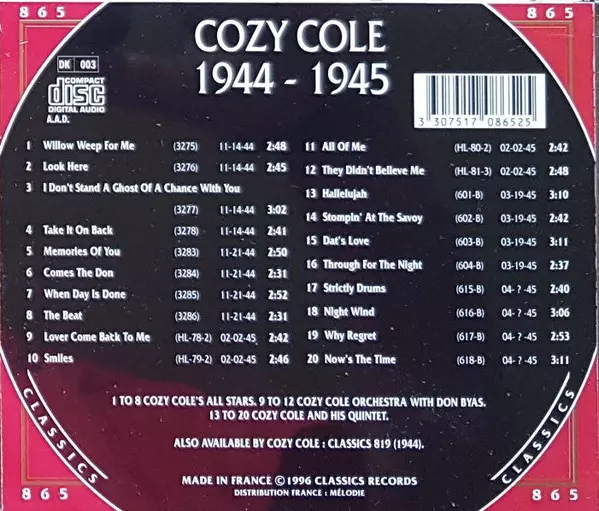 865
865
COZY COLE
1944 - 1945
DK 003
COMPACT
disc
DIGITAL AUDIO
A.A.D.
3 307517 086525
1 Willow Weep For Me (3275) 11-14-44 2:48
2 Look Here (3276) 11-14-44 2:45
3 I Don't Stand A Ghost Of A Chance With You
(3277) 11-14-44 3:02
4 Take It On Back (3278) 11-14-44 2:41
5 Memories Of You (3283) 11-21-44 2:50
6 Comes The Don (3284) 11-21-44 2:31
7 When Day Is Done (3285) 11-21-44 2:52
8 The Beat (3286) 11-21-44 2:31
9 Lover Come Back To Me (HL-78-2) 02-02-45 2:42
10 Smiles (HL-79-2) 02-02-45 2:46
11 All Of Me (HL-80-2) 02-02-45 2:42
12 They Didn't Believe Me (HL-81-3) 02-02-45 2:48
13 Hallelujah (601-B) 03-19-45 3:10
14 Stompin' At The Savoy (602-B) 03-19-45 2:42
15 Dat's Love (603-B) 03-19-45 3:11
16 Through For The Night (604-B) 03-19-45 2:37
17 Strictly Drums (615-B) 04- ? -45 2:40
18 Night Wind (616-B) 04- ? -45 3:06
19 Why Regret (617-B) 04- ? -45 2:53
20 Now's The Time (618-B) 04- ? -45 3:11
1 TO 8 COZY COLE'S ALL STARS. 9 TO 12 COZY COLE ORCHESTRA WITH DON BYAS.
13 TO 20 COZY COLE AND HIS QUINTET.
ALSO AVAILABLE BY COZY COLE : CLASSICS 819 (1944).
MADE IN FRANCE ©1996 CLASSICS RECORDS
DISTRIBUTION FRANCE : MÉLODIE
CLASSICS
CLASSICS
865
865